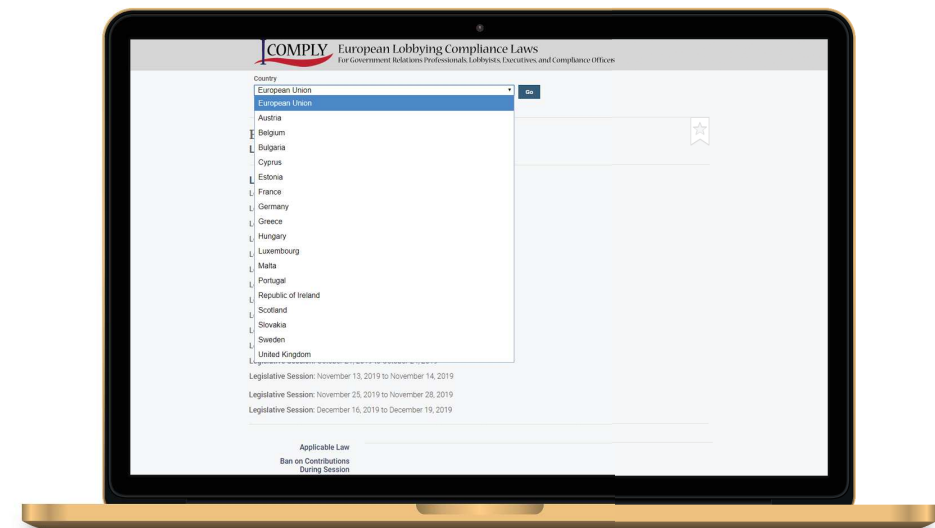 COMPLY
European Lobbying Compliance Laws
For Government Relations Professionals, Lobbyists, Executives, and Compliance Officers
Country
European Union
Go
European Union
Austria
Belgium
Bulgaria
Cyprus
Estonia
France
Germany
Greece
Hungary
Luxembourg
Malta
Portugal
Republic of Ireland
Scotland
Slovakia
Sweden
United Kingdom
Legislative Session: November 13, 2019 to November 14, 2019
Legislative Session: November 25, 2019 to November 28, 2019
Legislative Session: December 16, 2019 to December 19, 2019
Applicable Law
Ban on Contributions
During Session